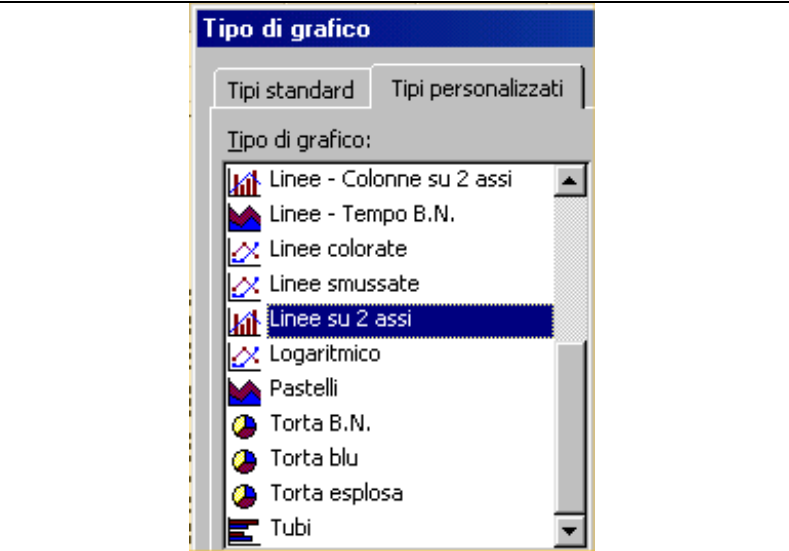 Tipo di grafico
Tipi standard
Tipi personalizzati
Tipo di grafico:
Linee - Colonne su 2 assi
Linee - Tempo B.N.
Linee colorate
Linee smussate
Linee su 2 assi
Logaritmico
Pastelli
Torta B.N.
Torta blu
Torta esplosa
Tubi